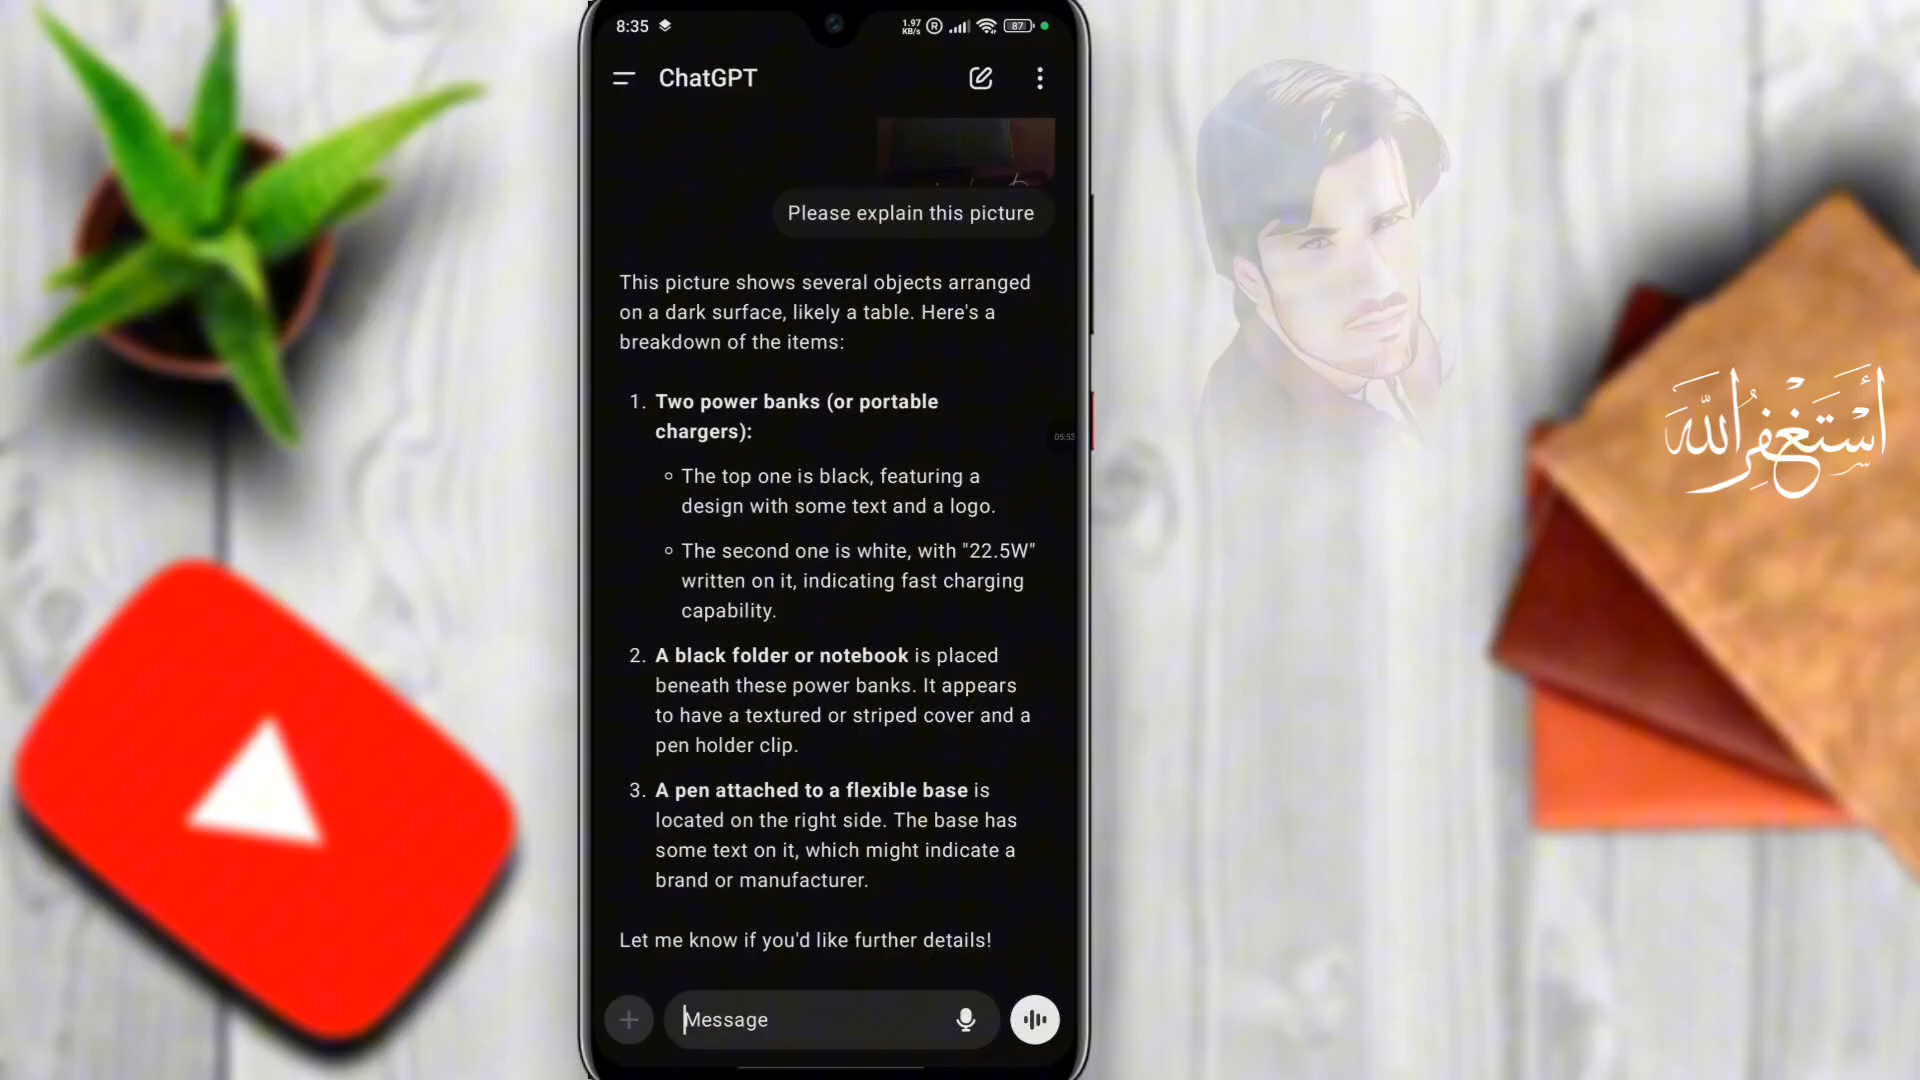 8:35
1.97
KB/s
R
87
ChatGPT
Please explain this picture
This picture shows several objects arranged
on a dark surface, likely a table. Here's a
breakdown of the items:
1. Two power banks (or portable
chargers):
The top one is black, featuring a
design with some text and a logo.
The second one is white, with "22.5W"
written on it, indicating fast charging
capability.
2. A black folder or notebook is placed
beneath these power banks. It appears
to have a textured or striped cover and a
pen holder clip.
3. A pen attached to a flexible base is
located on the right side. The base has
some text on it, which might indicate a
brand or manufacturer.
Let me know if you'd like further details!
Message
05:53
أَسْتَغْفِرُ اللّٰه